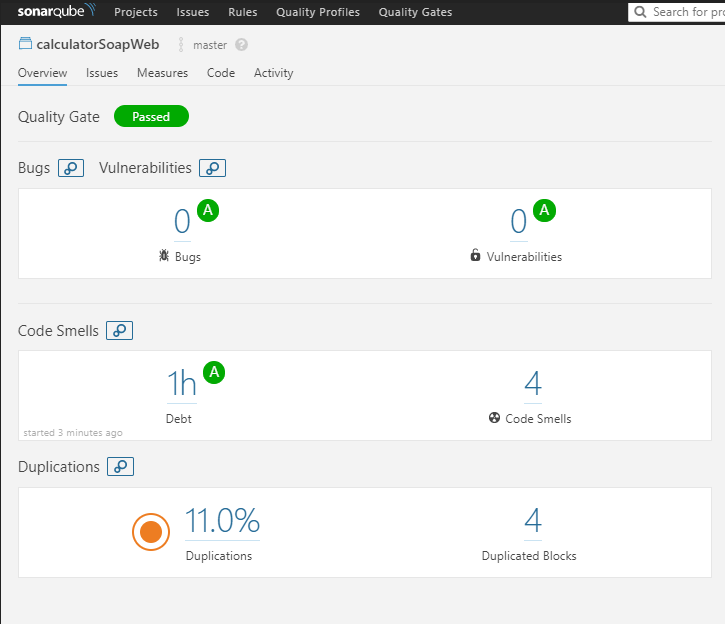 sonarqube Projects Issues Rules Quality Profiles Quality Gates Search for pro
calculatorSoapWeb master ?
Overview Issues Measures Code Activity
Quality Gate Passed
Bugs Vulnerabilities
0 A 0 A
Bugs Vulnerabilities
Code Smells
1h A 4
Debt Code Smells
started 3 minutes ago
Duplications
11.0% 4
Duplications Duplicated Blocks